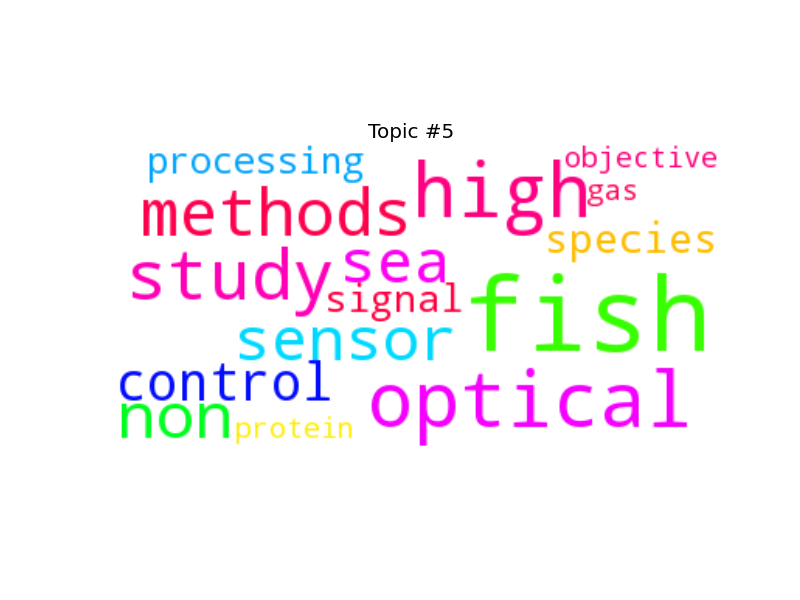 Topic #5
processing
objective
high
gas
methods
species
study
sea
signal
fish
sensor
control
optical
non
protein